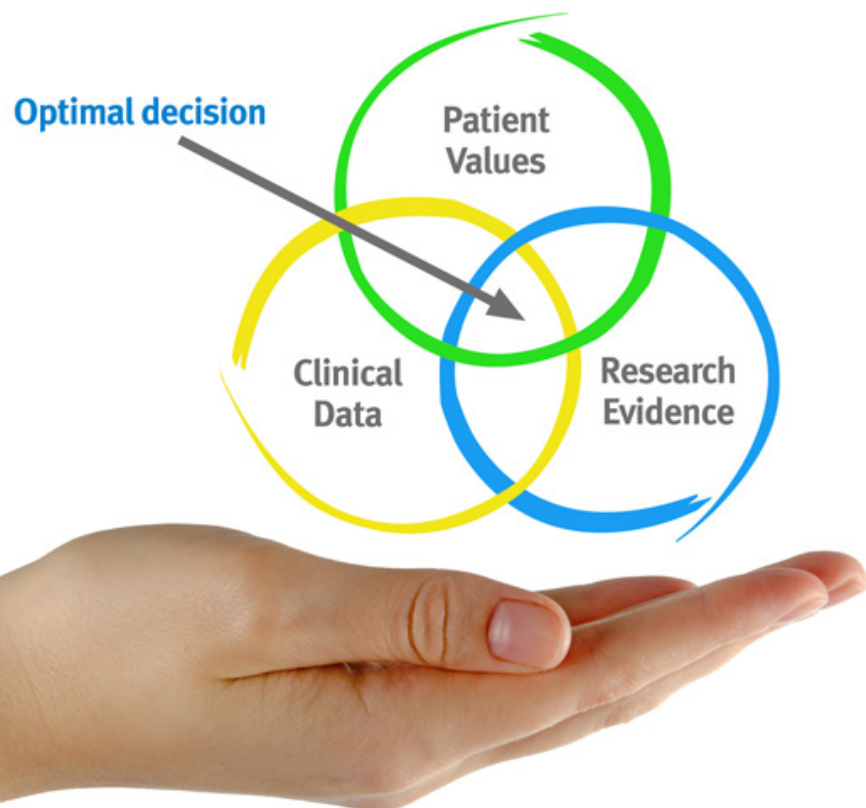 Optimal decision
Patient
Values
Clinical
Data
Research
Evidence